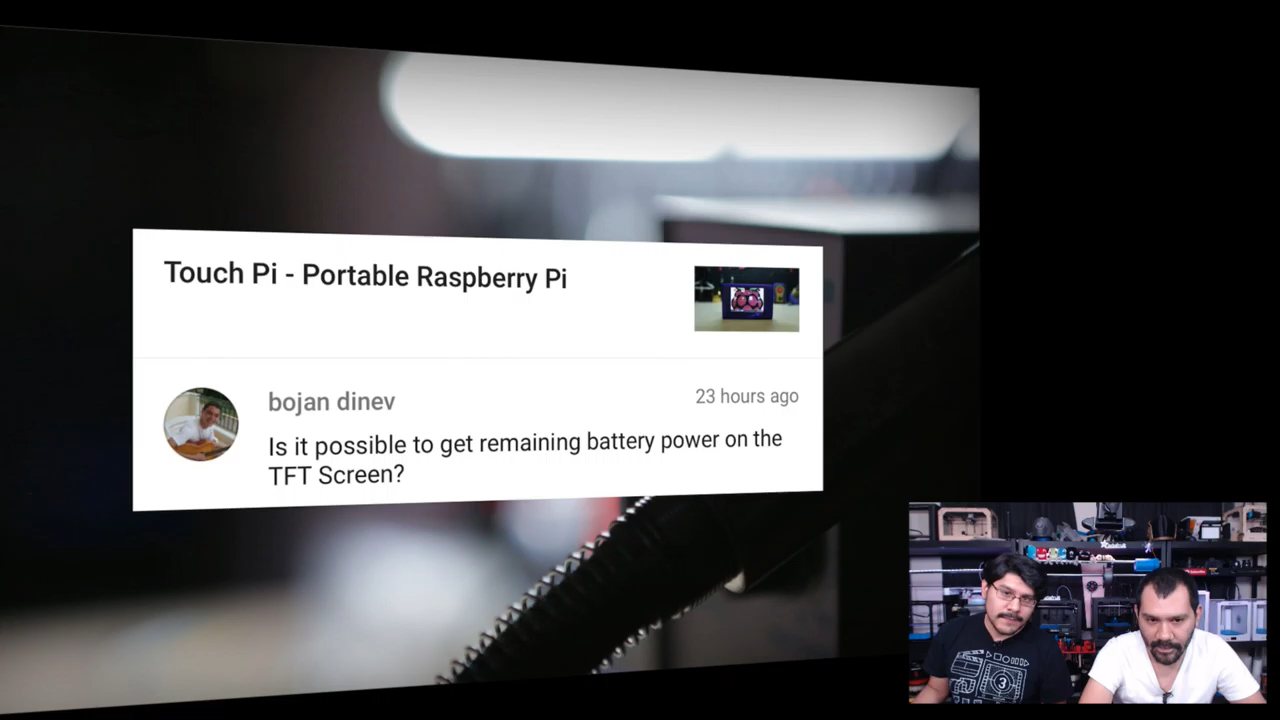 Touch Pi - Portable Raspberry Pi
bojan dinev
23 hours ago
Is it possible to get remaining battery power on the
TFT Screen?
3